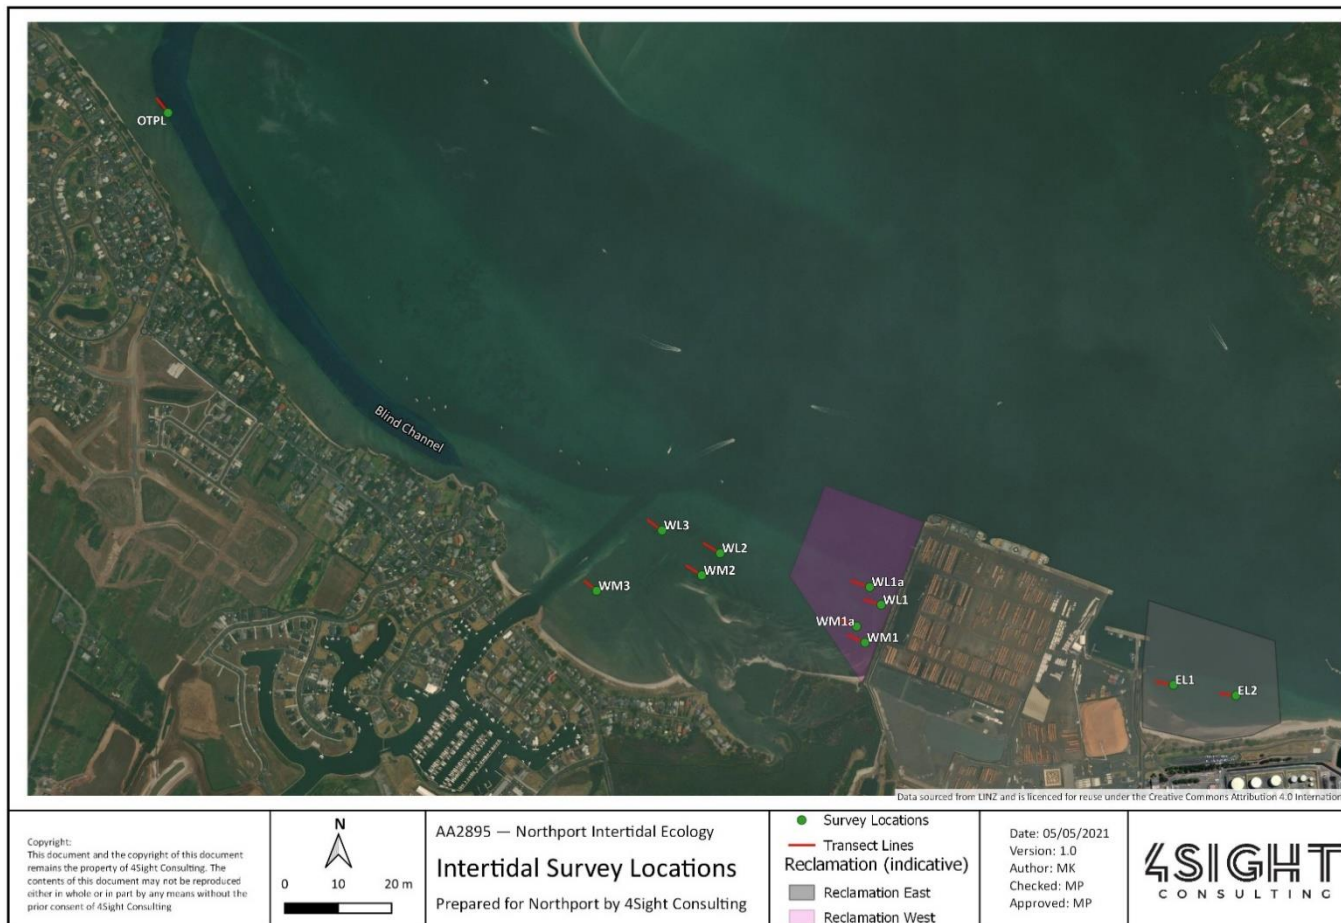 OTPL
Blind Channel
WL3
WL2
WM2
WM3
WL1a
WL1
WM1a
WM1
EL1
EL2
Data sourced from LINZ and is licenced for reuse under the Creative Commons Attribution 4.0 Internation
Copyright:
This document and the copyright of this document
remains the property of 4Sight Consulting. The
contents of this document may not be reproduced
either in whole or in part by any means without the
prior consent of 4Sight Consulting
N
0 10 20 m
AA2895 — Northport Intertidal Ecology
Intertidal Survey Locations
Prepared for Northport by 4Sight Consulting
Survey Locations
Transect Lines
Reclamation (indicative)
Reclamation East
Reclamation West
Date: 05/05/2021
Version: 1.0
Author: MK
Checked: MP
Approved: MP
4SIGHT
CONSULTING